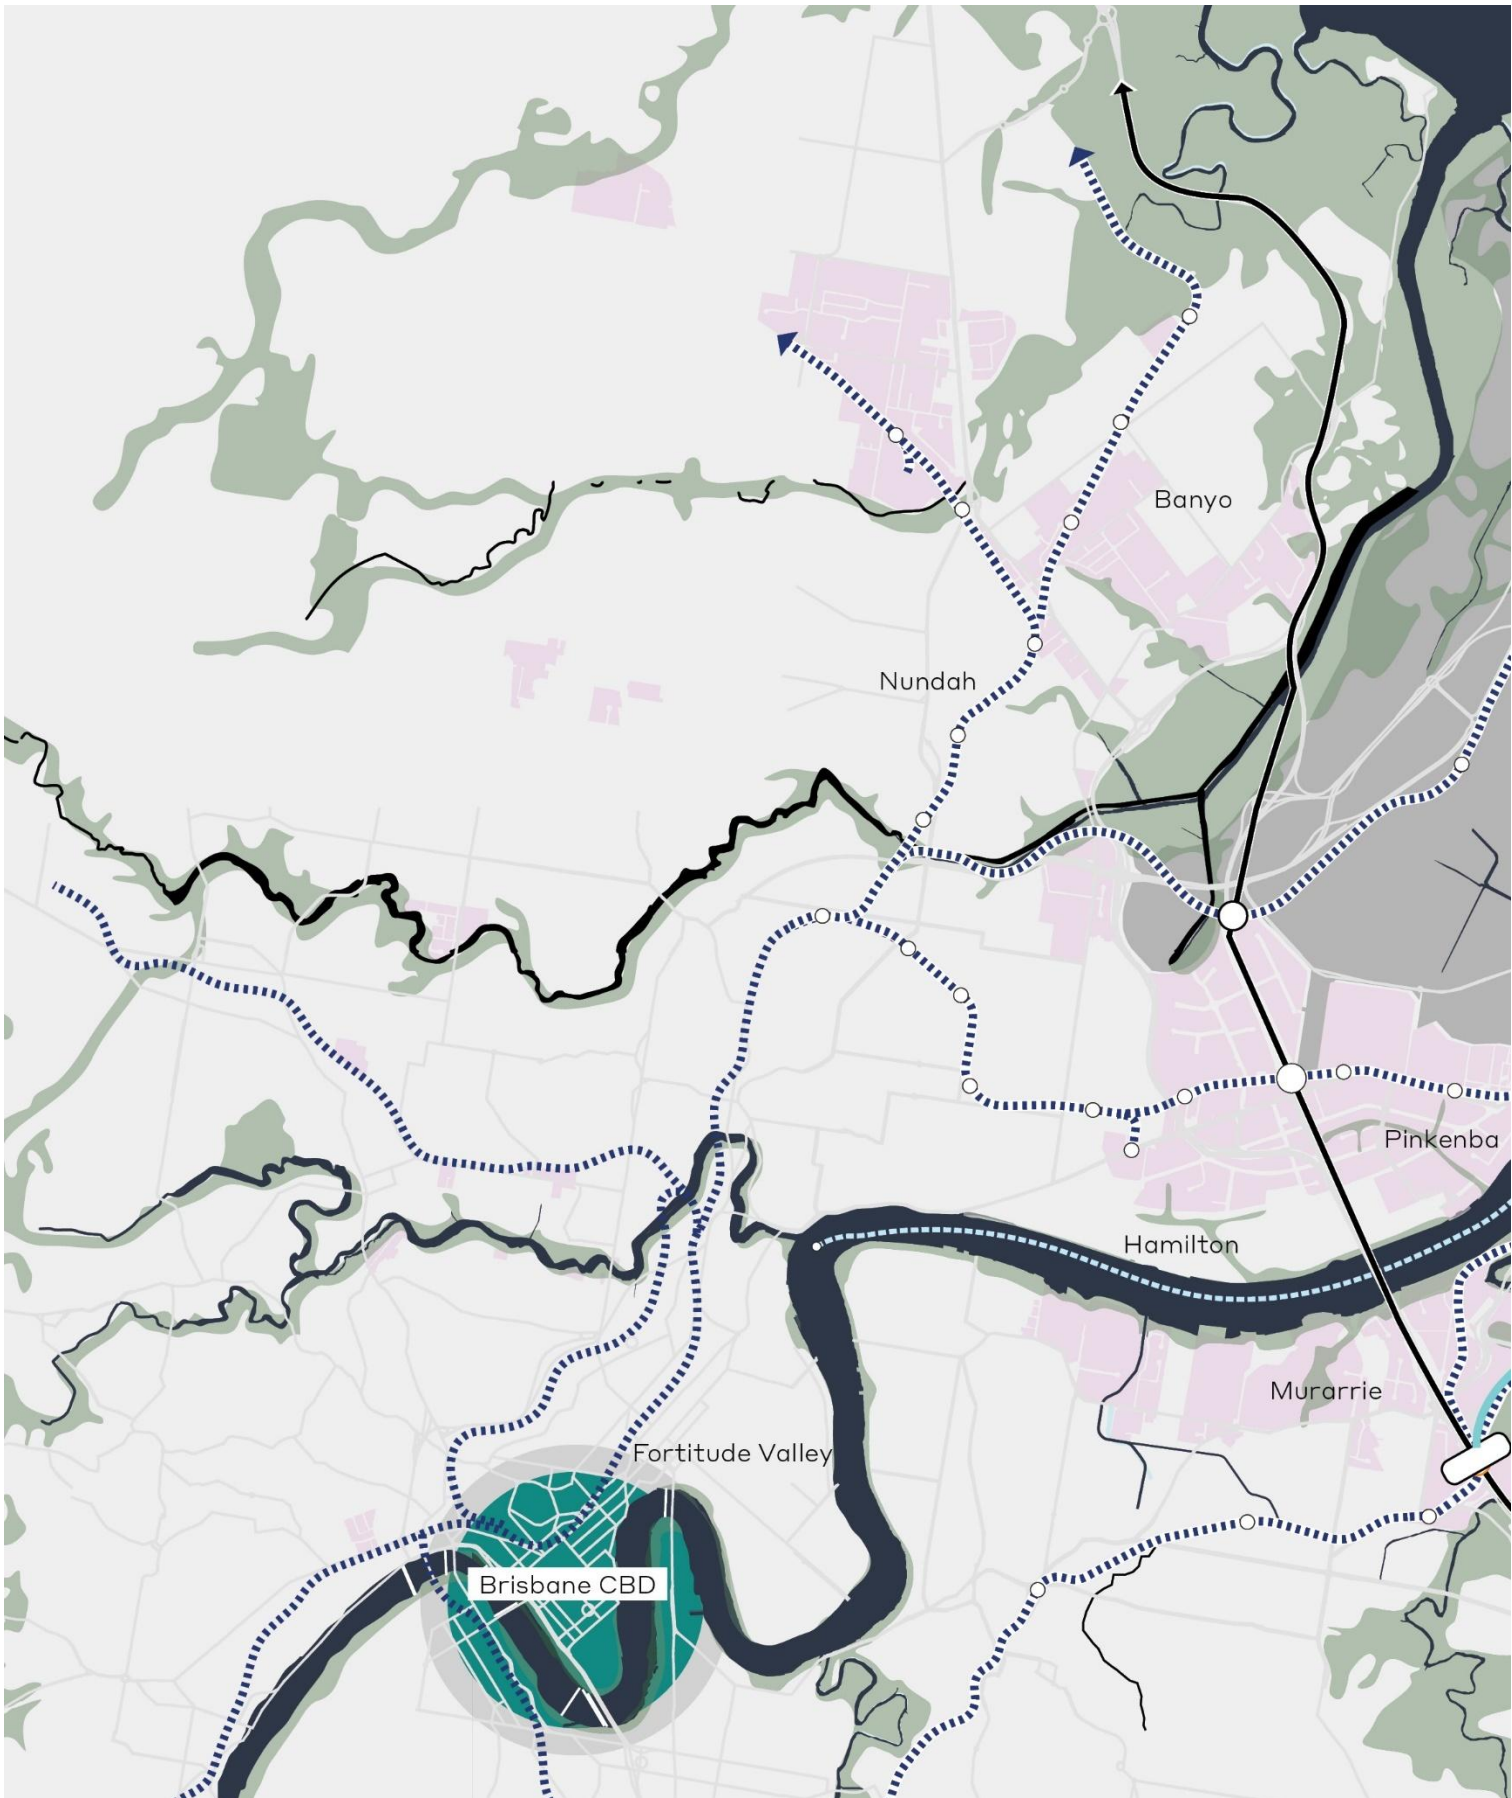 Banyo
Nundah
Pinkenba
Hamilton
Murarrie
Fortitude Valley
Brisbane CBD